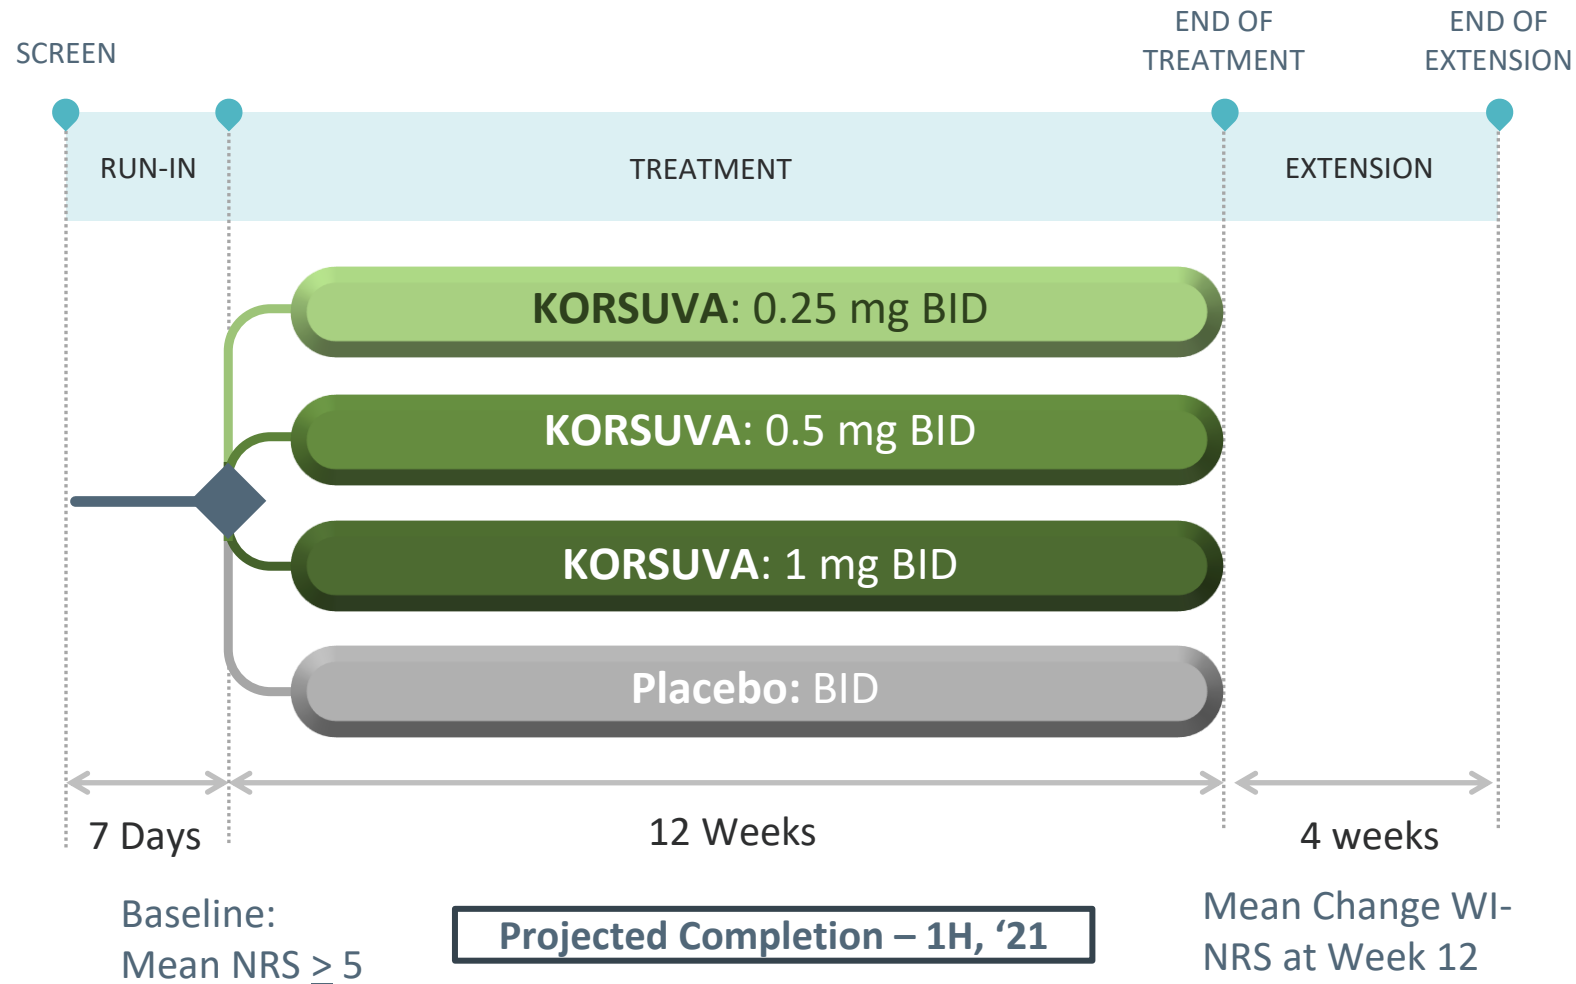 SCREEN
END OF
TREATMENT
END OF
EXTENSION
RUN-IN
TREATMENT
EXTENSION
KORSUVA: 0.25 mg BID
KORSUVA: 0.5 mg BID
KORSUVA: 1 mg BID
Placebo: BID
7 Days
12 Weeks
4 weeks
Baseline:
Mean NRS ≥ 5
Projected Completion – 1H, ‘21
Mean Change WI-
NRS at Week 12